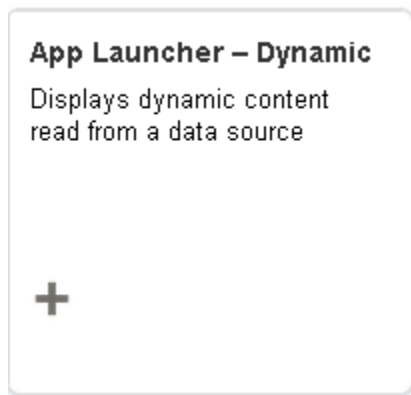 App Launcher – Dynamic
Displays dynamic content
read from a data source